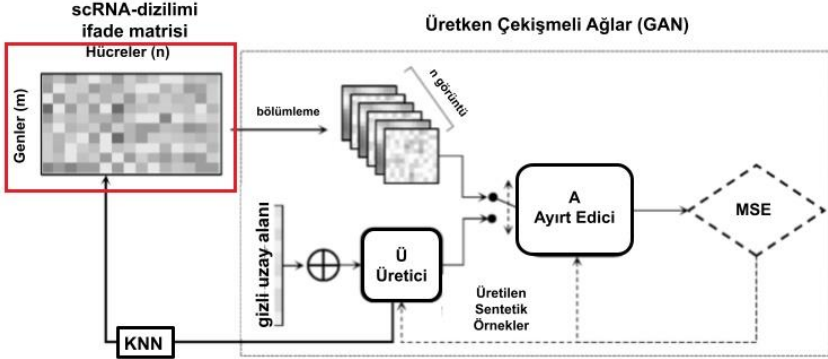 scRNA-dizilimi
ifade matrisi
Hücreler (n)
Genler (m)
Üretken Çekişmeli Ağlar (GAN)
bölümleme
n görüntü
gizli uzay alanı
Ü
Üretici
A
Ayırt Edici
MSE
Üretilen
Sentetik
Örnekler
KNN